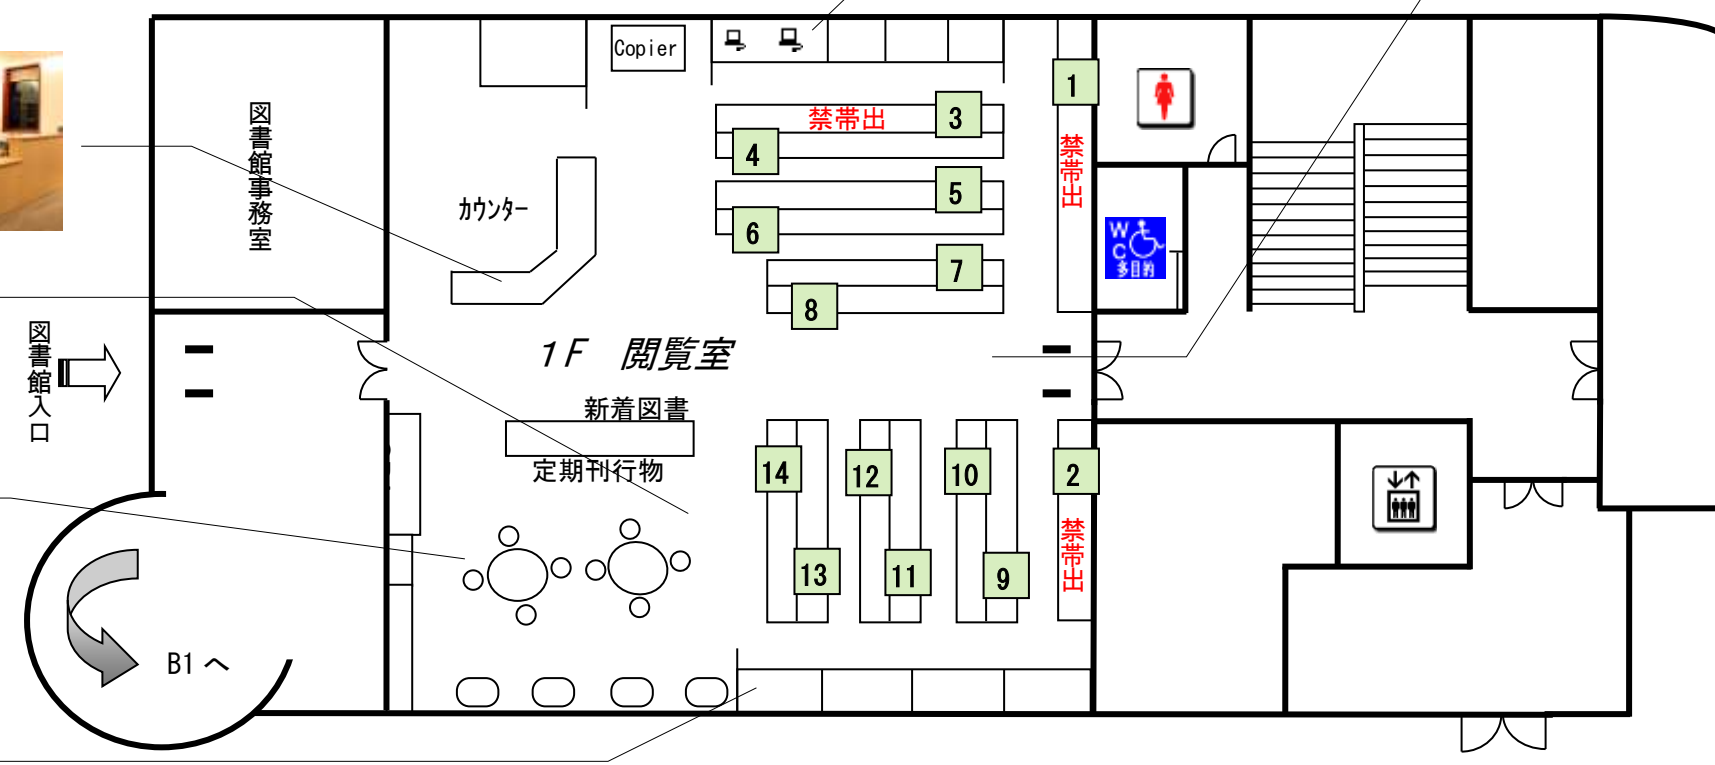 Copier
1
禁帯出
3
4
図書館事務室
禁帯出
5
カウンター
6
WC
多目的
7
8
図書館入口
1F 閲覧室
新着図書
定期刊行物
14
12
10
2
禁帯出
13
11
9
B1へ